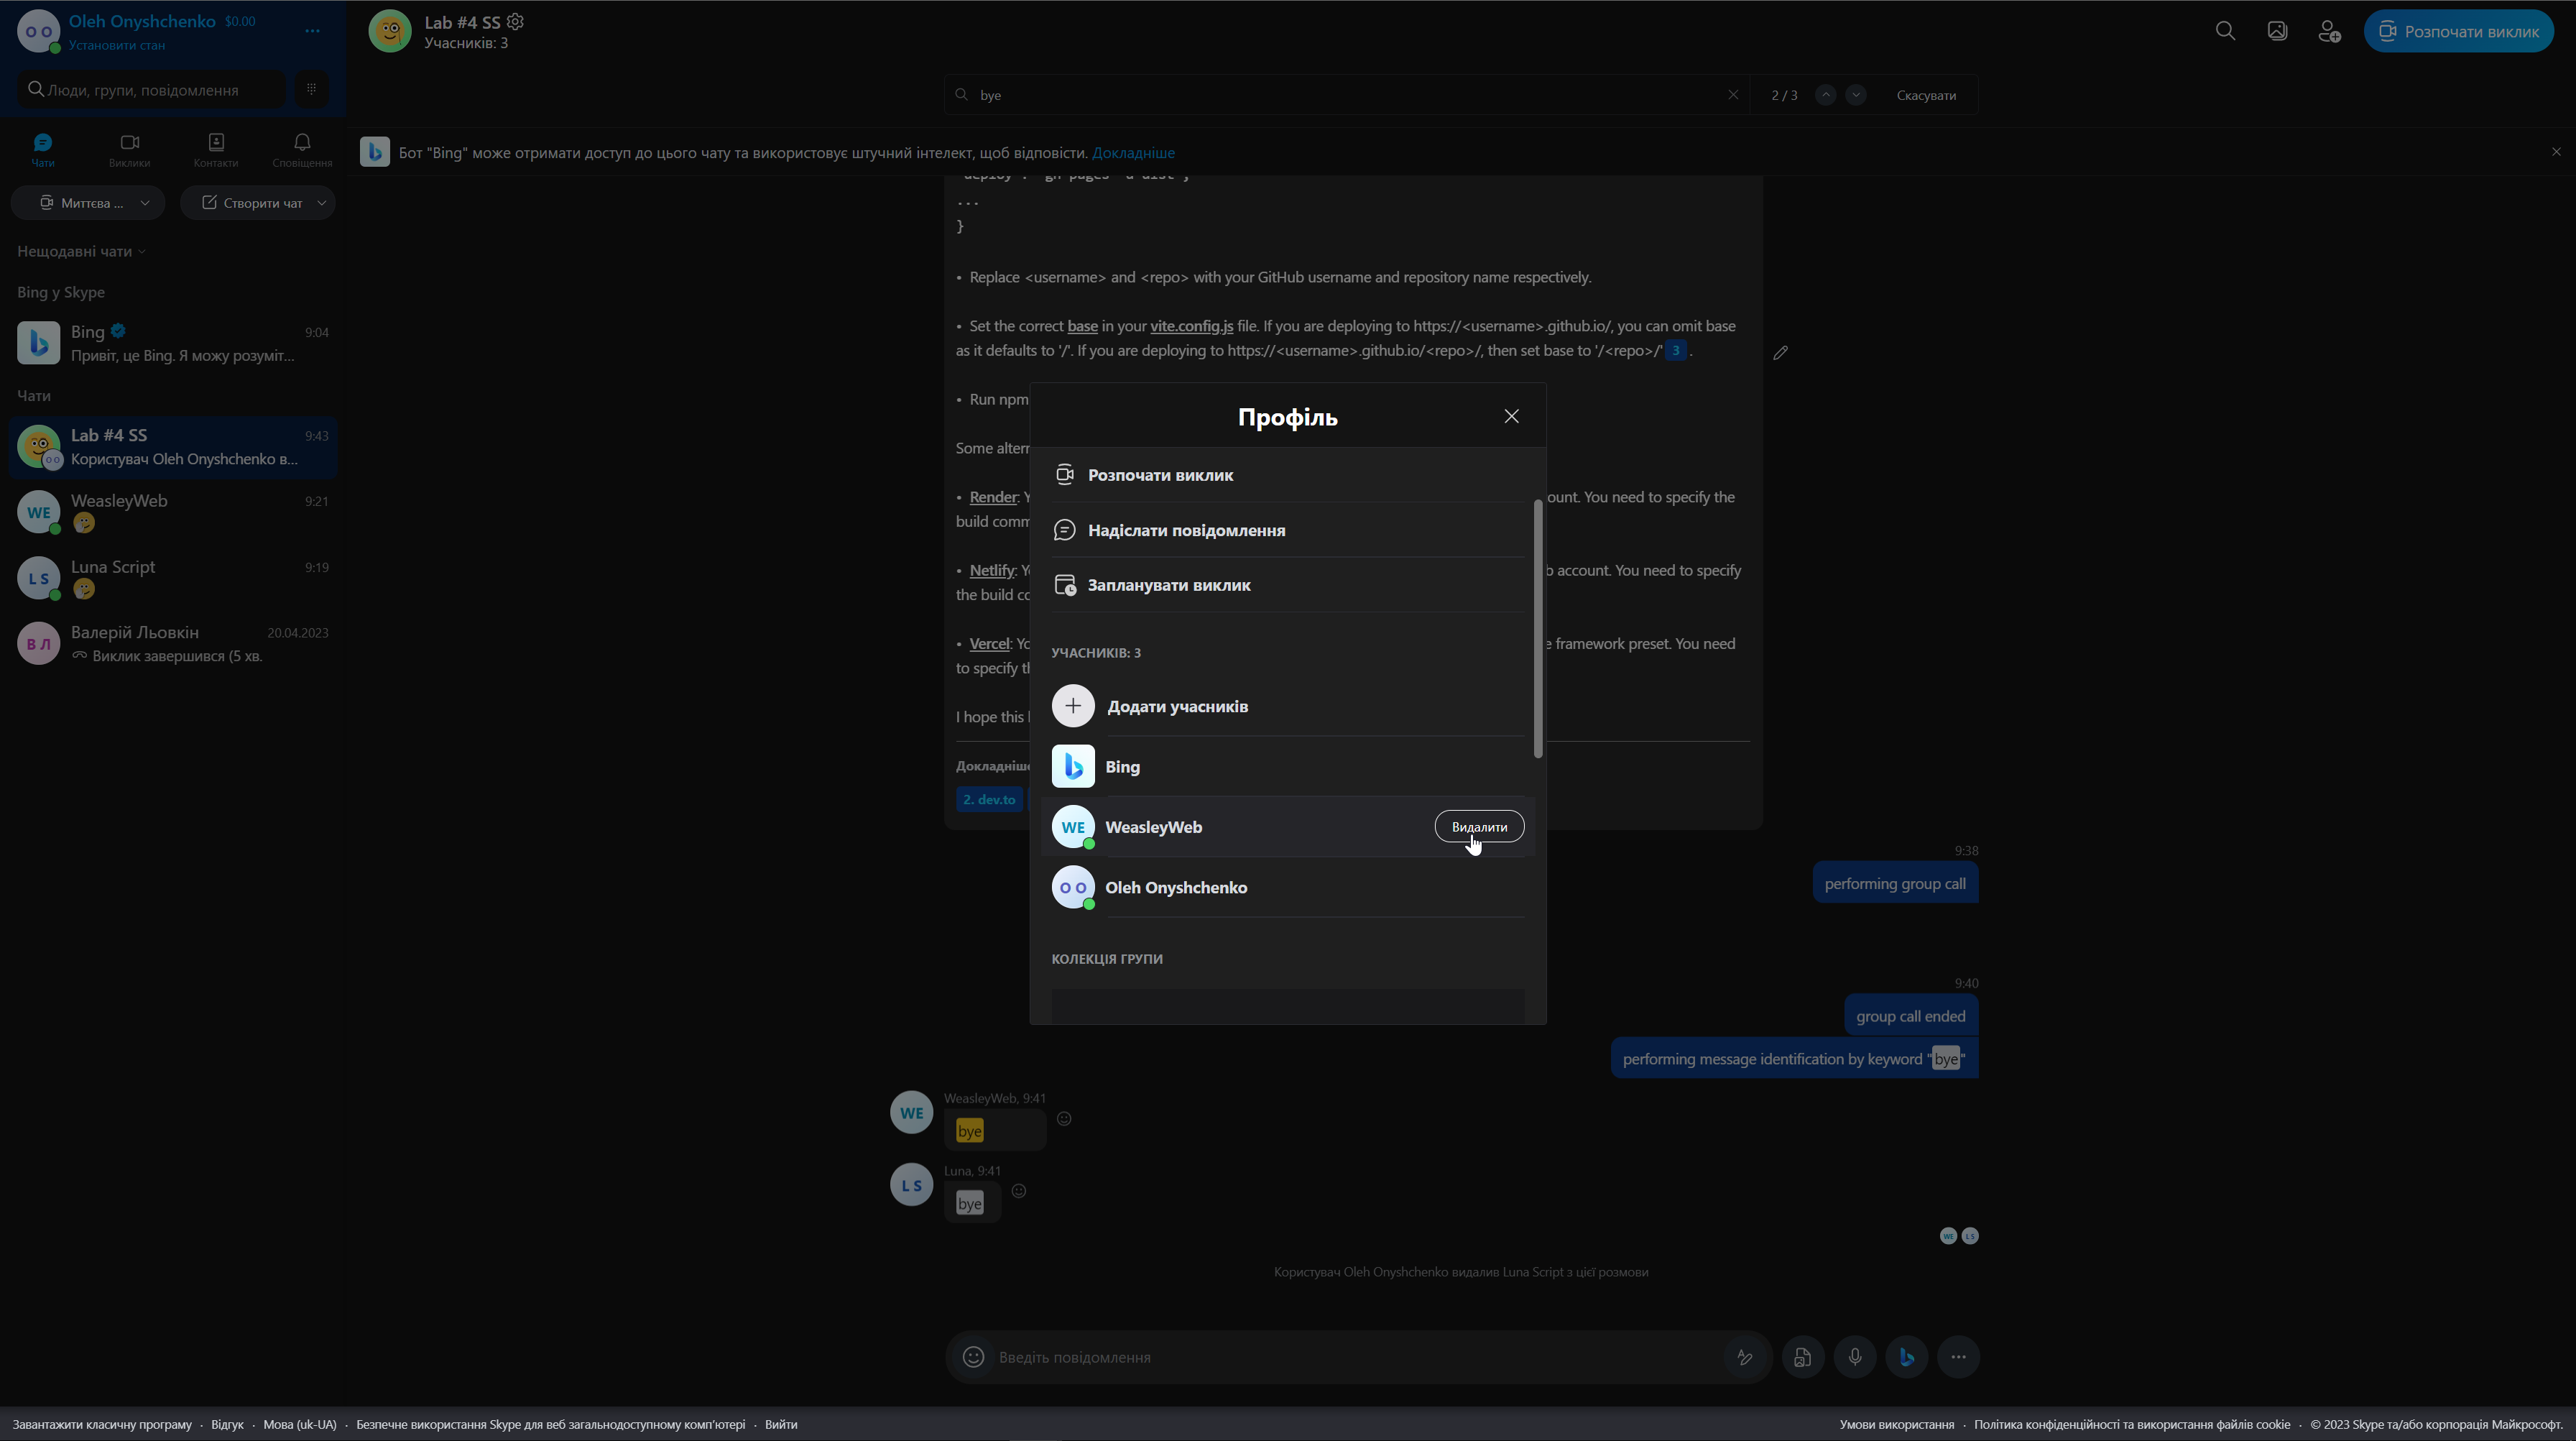 Oleh Onyshchenko $0.00
Установити стан
Люди, групи, повідомлення
Чати
Виклики
Контакти
Сповіщення
Миттєва ...
Створити чат
Нещодавні чати
Bing у Skype
Bing
9:04
Привіт, це Bing. Я можу розуміт...
Чати
Lab #4 SS
9:43
Користувач Oleh Onyshchenko в...
WE
WeasleyWeb
9:21
L S
Luna Script
9:19
В Л
Валерій Льовкін
20.04.2023
Виклик завершився (5 хв.
Lab #4 SS
Учасників: 3
Розпочати виклик
bye
2 / 3
Скасувати
Бот "Bing" може отримати доступ до цього чату та використовує штучний інтелект, щоб відповісти. Докладніше
...
}
• Replace <username> and <repo> with your GitHub username and repository name respectively.
• Set the correct base in your vite.config.js file. If you are deploying to https://<username>.github.io/, you can omit base
as it defaults to '/'. If you are deploying to https://<username>.github.io/<repo>/, then set base to '/<repo>/' 3 .
• Run npm
Some altern
• Render: Y
ount. You need to specify the
build comm
• Netlify: Yo
b account. You need to specify
the build co
• Vercel: Yo
e framework preset. You need
to specify th
I hope this
Докладніше
2. dev.to
Профіль
Розпочати виклик
Надіслати повідомлення
Запланувати виклик
УЧАСНИКІВ: 3
Додати учасників
Bing
WE
WeasleyWeb
Видалити
O O
Oleh Onyshchenko
КОЛЕКЦІЯ ГРУПИ
9:38
performing group call
9:40
group call ended
performing message identification by keyword "bye"
WeasleyWeb, 9:41
WE
bye
Luna, 9:41
L S
bye
WE LS
Користувач Oleh Onyshchenko видалив Luna Script з цієї розмови
Введіть повідомлення
Завантажити класичну програму · Відгук · Мова (uk-UA) · Безпечне використання Skype для веб загальнодоступному комп'ютері · Вийти
Умови використання · Політика конфіденційності та використання файлів cookie · © 2023 Skype та/або корпорація Майкрософт.